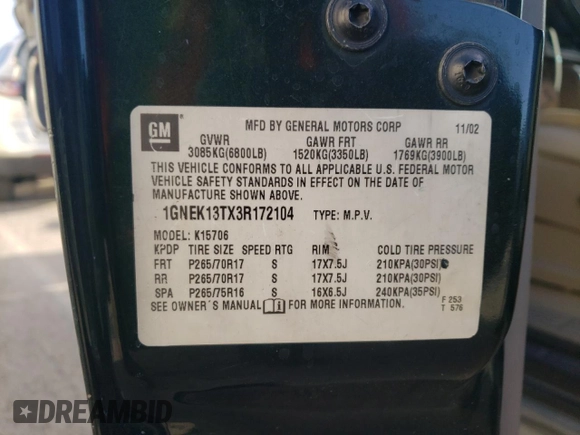 GM
MFD BY GENERAL MOTORS CORP 11/02
GVWR GAWR FRT GAWR RR
3085KG(6800LB) 1520KG(3350LB) 1769KG(3900LB)
THIS VEHICLE CONFORMS TO ALL APPLICABLE U.S. FEDERAL MOTOR
VEHICLE SAFETY STANDARDS IN EFFECT ON THE DATE OF
MANUFACTURE SHOWN ABOVE.
1GNEK13TX3R172104 TYPE: M.P.V.
MODEL: K15706
KPDP TIRE SIZE SPEED RTG RIM COLD TIRE PRESSURE
FRT P265/70R17 S 17X7.5J 210KPA(30PSI)
RR P265/70R17 S 17X7.5J 210KPA(30PSI)
SPA P265/75R16 S 16X6.5J 240KPA(35PSI)
SEE OWNER'S MANUAL FOR MORE INFORMATION.
F 253
T 576
DREAMBID